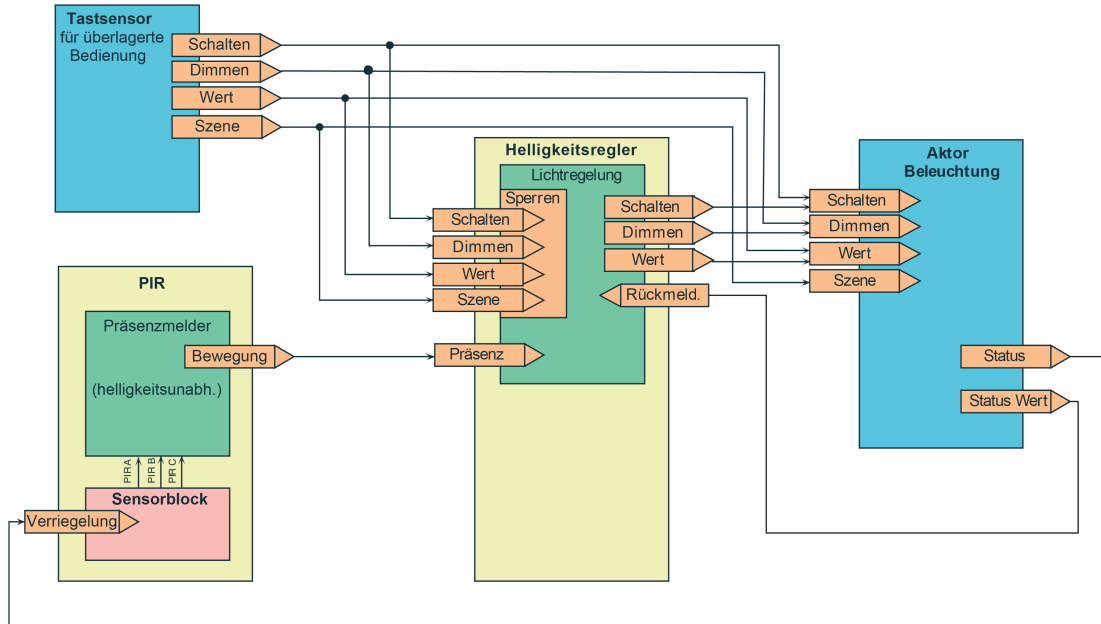 Tastsensor
für überlagerte
Bedienung
Schalten
Dimmen
Wert
Szene
PIR
Präsenzmelder
Bewegung
(helligkeitsunabh.)
PIR A
PIR B
PIR C
Sensorblock
Verriegelung
Helligkeitsregler
Lichtregelung
Sperren
Schalten
Dimmen
Wert
Szene
Präsenz
Schalten
Dimmen
Wert
Rückmeld.
Aktor
Beleuchtung
Schalten
Dimmen
Wert
Szene
Status
Status Wert